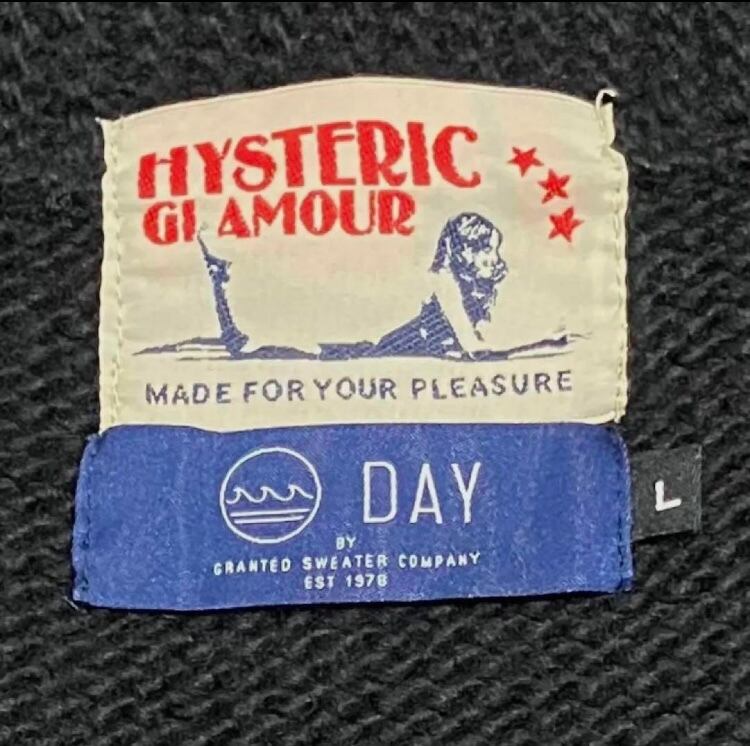 HYSTERIC
GLAMOUR
MADE FOR YOUR PLEASURE
DAY
BY
GRANTED SWEATER COMPANY
EST 1978
L